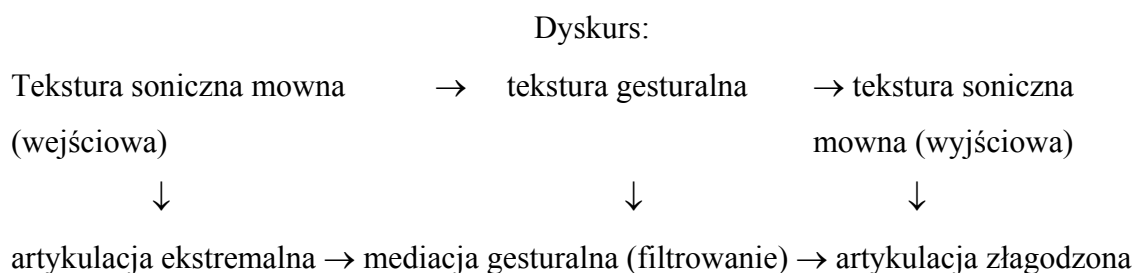 Dyskurs:
Tekstura soniczna mowna → tekstura gesturalna → tekstura soniczna
(wejściowa) mowna (wyjściowa)
↓ ↓ ↓
artykulacja ekstremalna → mediacja gesturalna (filtrowanie) → artykulacja złagodzona